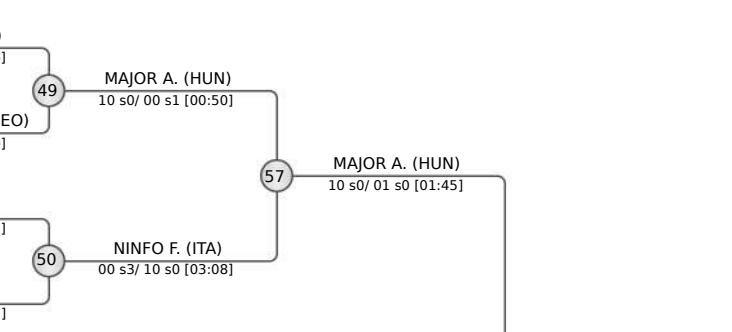 )
]
49
MAJOR A. (HUN)
10 s0/ 00 s1 [00:50]
EO)
]
57
MAJOR A. (HUN)
10 s0/ 01 s0 [01:45]
]
50
NINFO F. (ITA)
00 s3/ 10 s0 [03:08]
]